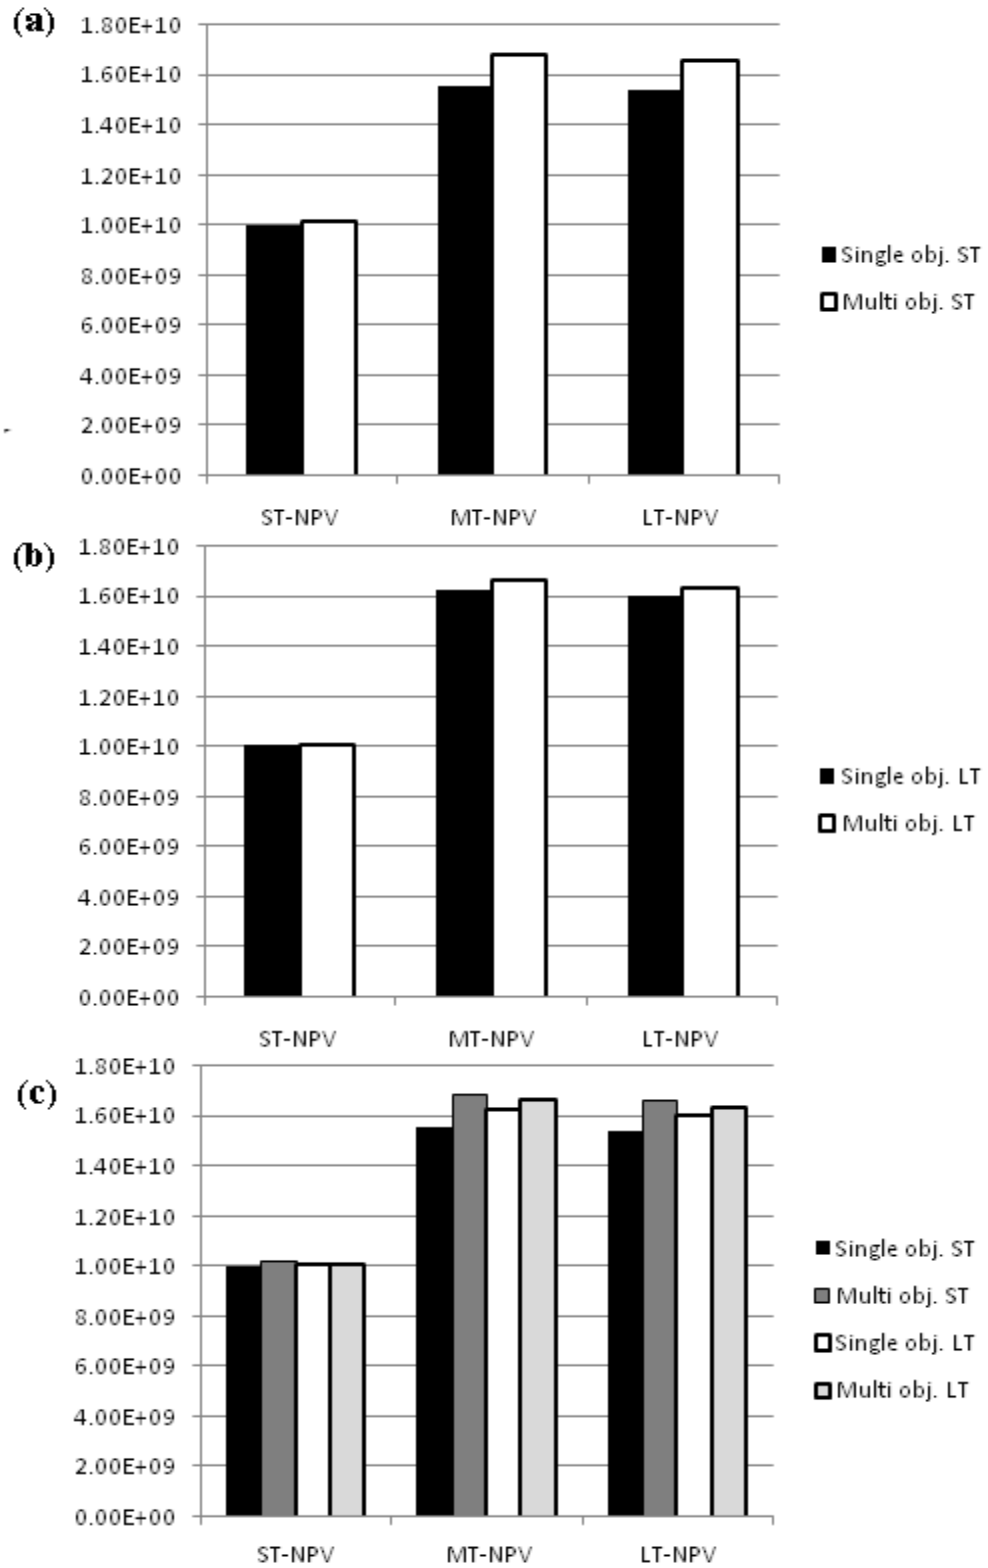 (a)
1.80E+10
1.60E+10
1.40E+10
1.20E+10
1.00E+10
8.00E+09
6.00E+09
4.00E+09
2.00E+09
0.00E+00
ST-NPV MT-NPV LT-NPV
Single obj. ST
Multi obj. ST
(b)
1.80E+10
1.60E+10
1.40E+10
1.20E+10
1.00E+10
8.00E+09
6.00E+09
4.00E+09
2.00E+09
0.00E+00
ST-NPV MT-NPV LT-NPV
Single obj. LT
Multi obj. LT
(c)
1.80E+10
1.60E+10
1.40E+10
1.20E+10
1.00E+10
8.00E+09
6.00E+09
4.00E+09
2.00E+09
0.00E+00
ST-NPV MT-NPV LT-NPV
Single obj. ST
Multi obj. ST
Single obj. LT
Multi obj. LT